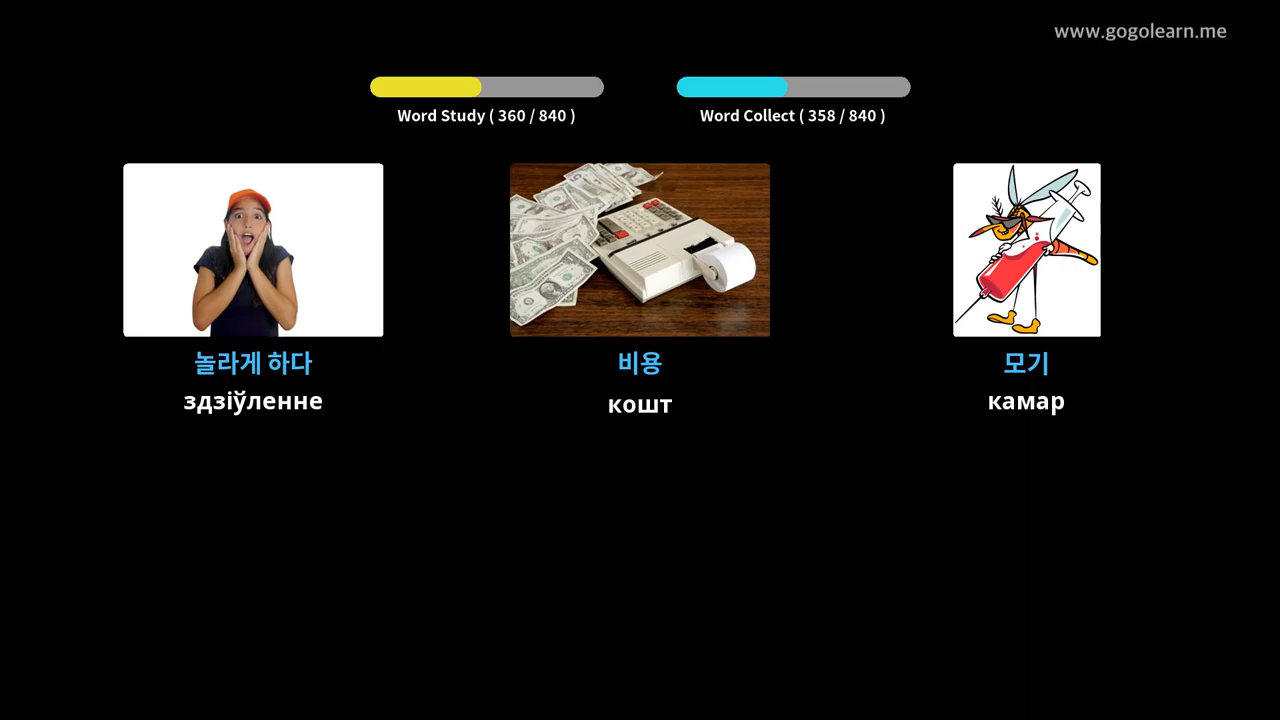 www.gogolearn.me
Word Study ( 360 / 840 )
Word Collect ( 358 / 840 )
놀라게 하다
здзіўленне
비용
кошт
모기
камар